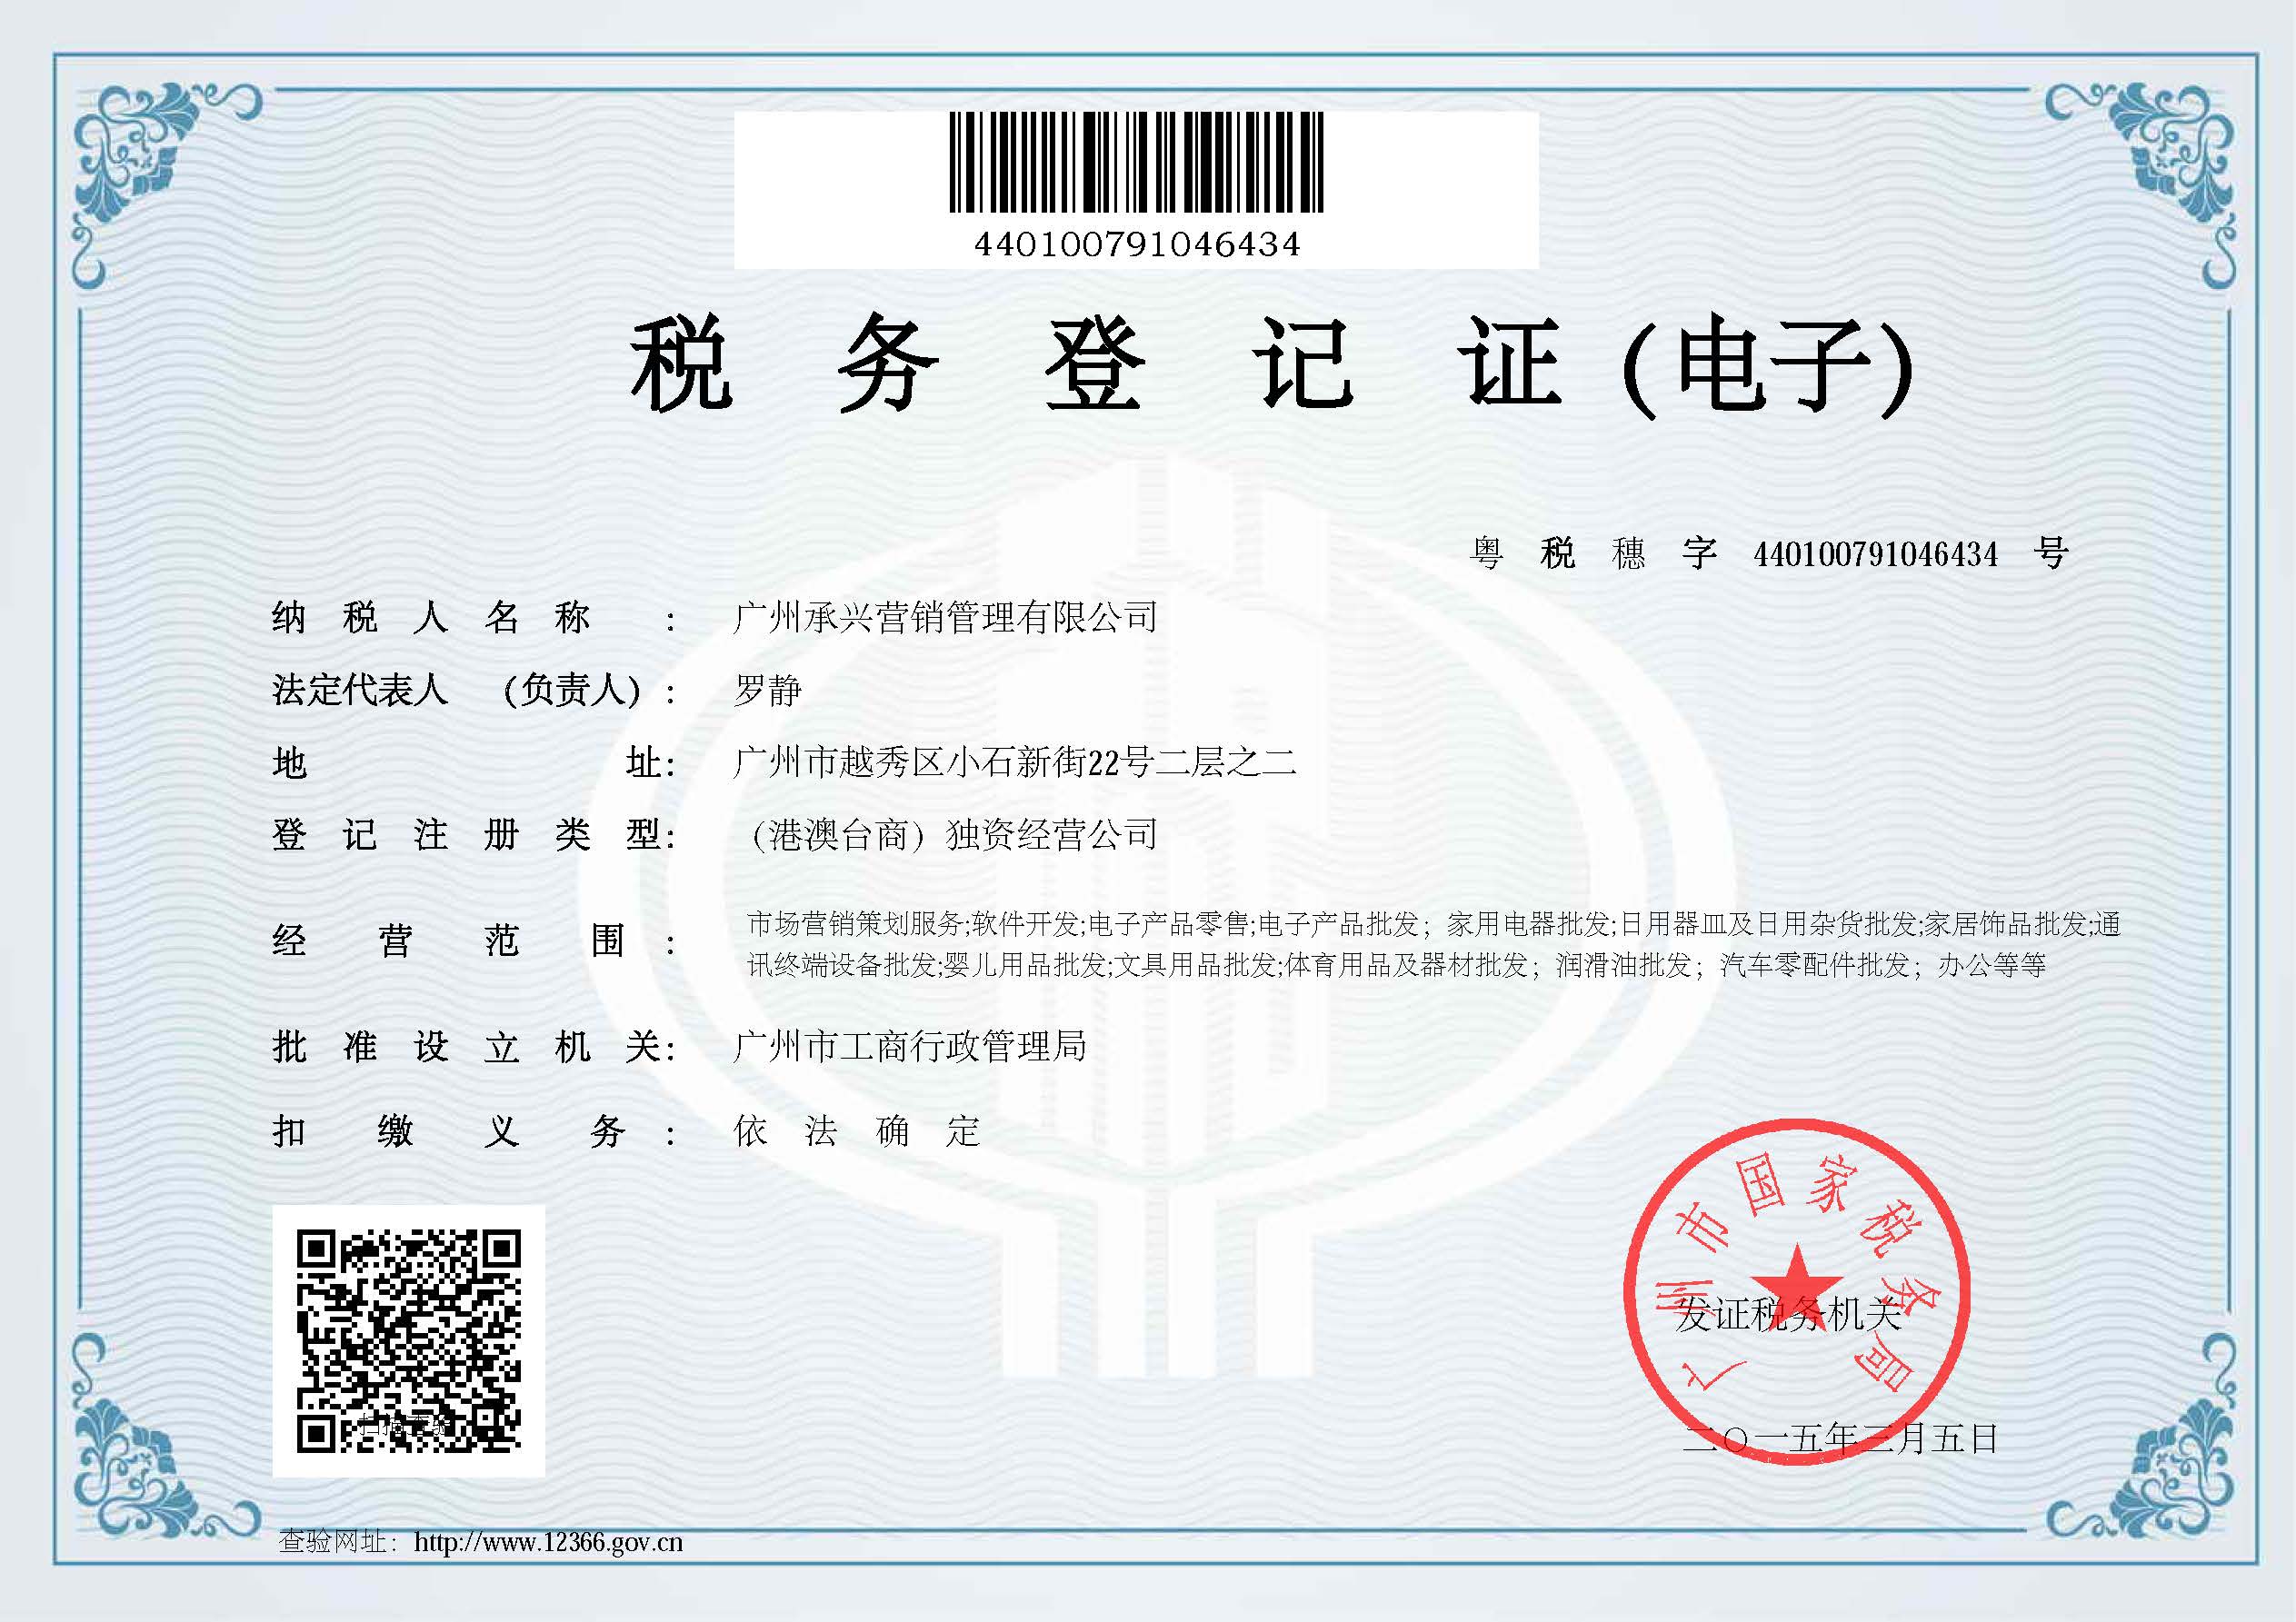 440100791046434
税务登记证(电子)
粤税穗字 440100791046434 号
纳税人名称：广州承兴营销管理有限公司
法定代表人（负责人）：罗静
地址：广州市越秀区小石新街22号二层之二
登记注册类型：（港澳台商）独资经营公司
经营范围：市场营销策划服务;软件开发;电子产品零售;电子产品批发；家用电器批发;日用器皿及日用杂货批发;家居饰品批发;通
讯终端设备批发;婴儿用品批发;文具用品批发;体育用品及器材批发；润滑油批发；汽车零配件批发；办公等等
批准设立机关：广州市工商行政管理局
扣缴义务：依法确定
广州市国家税务局
发证税务机关
二〇一五年三月五日
扫描查验
查验网址：http://www.12366.gov.cn